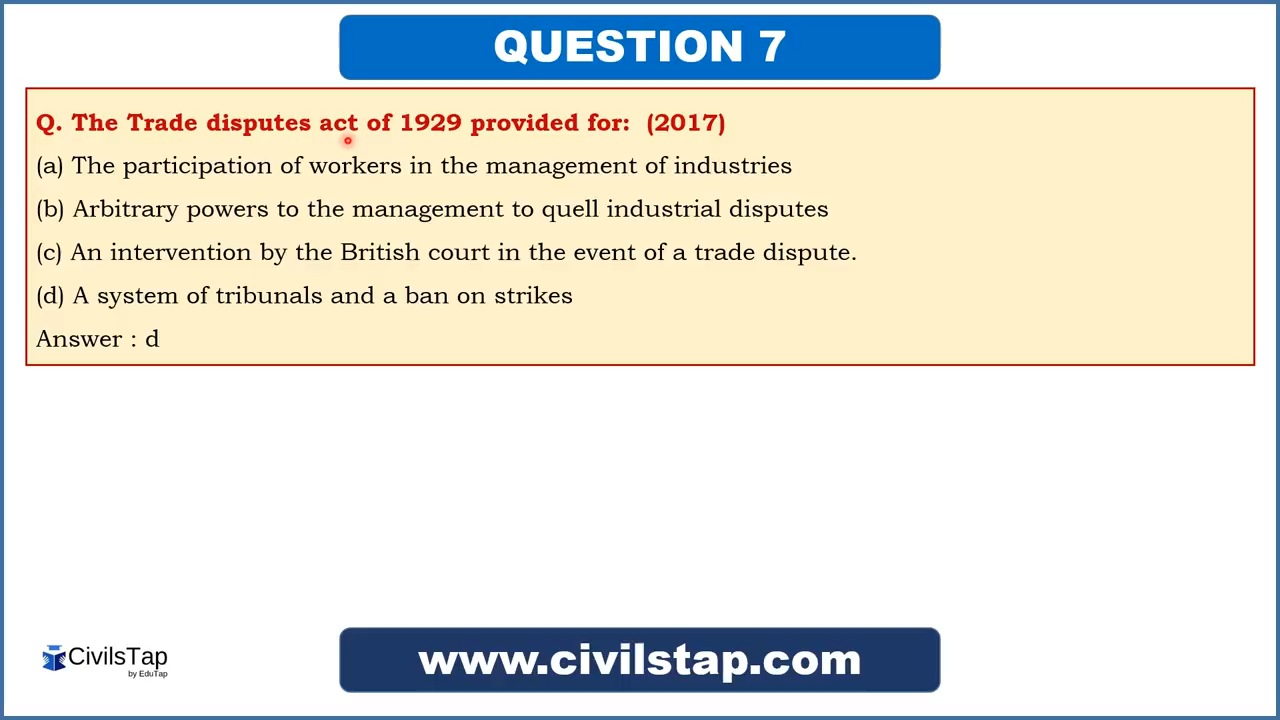 QUESTION 7
Q. The Trade disputes act of 1929 provided for: (2017)
(a) The participation of workers in the management of industries
(b) Arbitrary powers to the management to quell industrial disputes
(c) An intervention by the British court in the event of a trade dispute.
(d) A system of tribunals and a ban on strikes
Answer : d
CivilsTap
by EduTap
www.civilstap.com